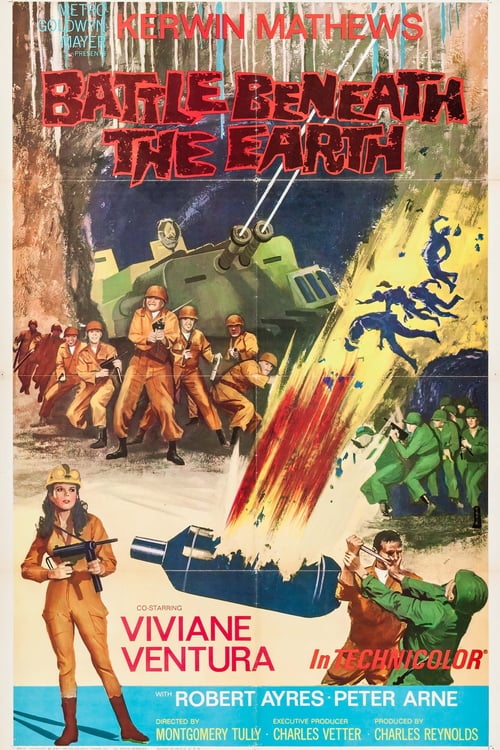 METRO
GOLDWYN
MAYER
PRESENTS
KERWIN MATHEWS
BATTLE BENEATH
THE EARTH
CO-STARRING
VIVIANE
VENTURA
In TECHNICOLOR®
WITH ROBERT AYRES · PETER ARNE
DIRECTED BY
MONTGOMERY TULLY
EXECUTIVE PRODUCER
CHARLES VETTER
PRODUCED BY
CHARLES REYNOLDS